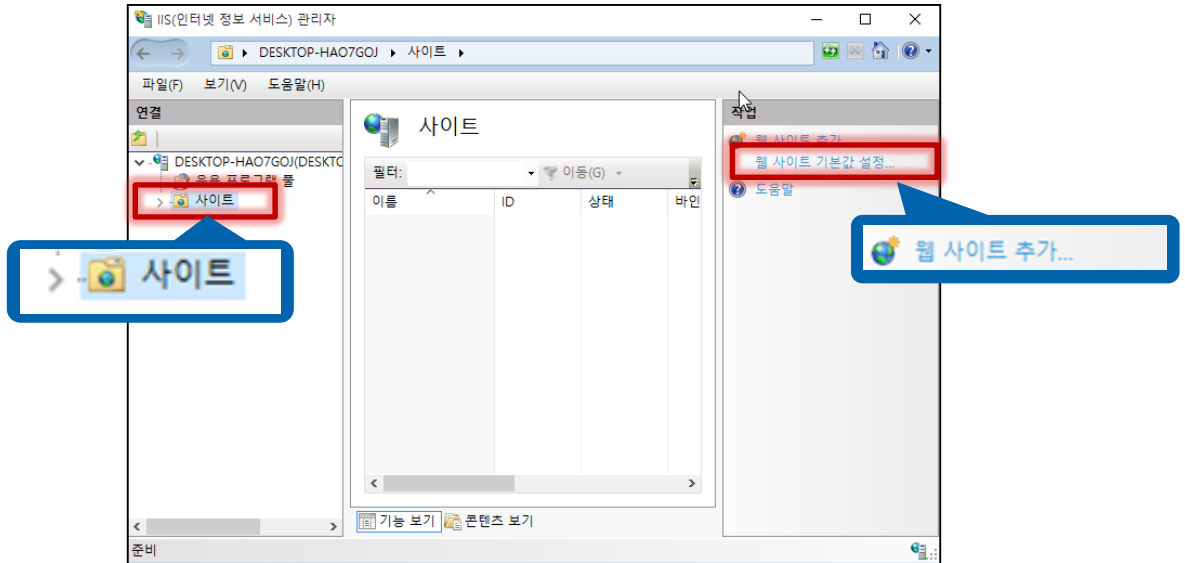 IIS(인터넷 정보 서비스) 관리자
DESKTOP-HAO7GOJ 사이트
파일(F) 보기(V) 도움말(H)
연결
DESKTOP-HAO7GOJ(DESKTC
응용 프로그램 풀
사이트
사이트
사이트
필터: 이동(G)
이름 ID 상태 바인
기능 보기 콘텐츠 보기
작업
웹 사이트 추가
웹 사이트 기본값 설정...
도움말
웹 사이트 추가...
준비